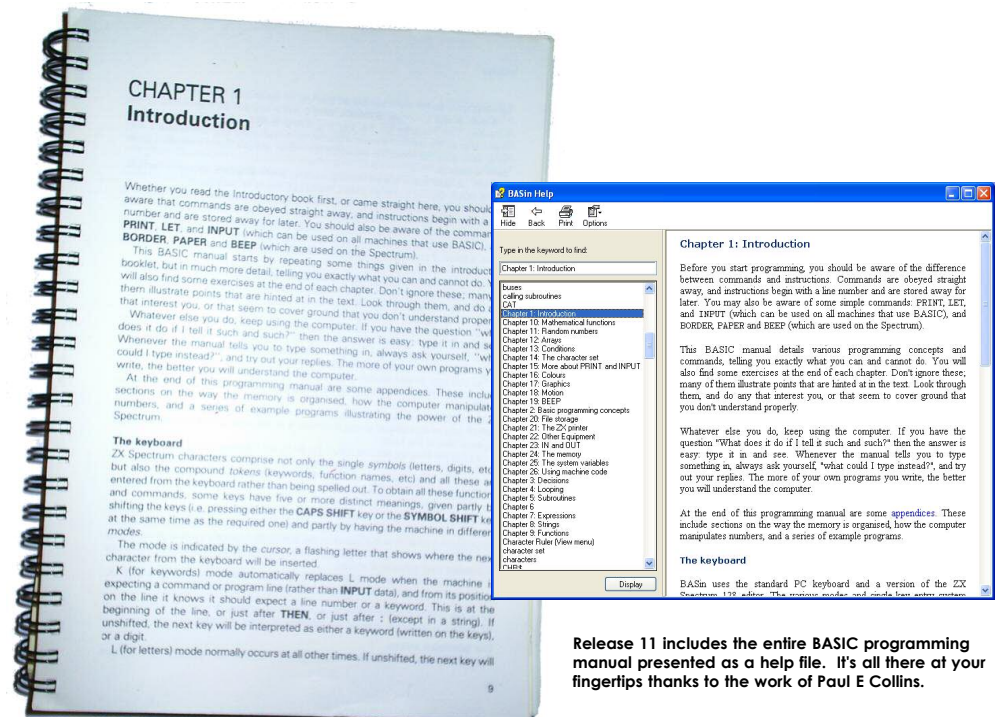 CHAPTER 1
Introduction
Whether you read the Introductory book first, or came straight here, you should
aware that commands are obeyed straight away, and instructions begin with a
number and are stored away for later. You should also be aware of the
PRINT, LET, and INPUT (which can be used on all machines that use BASIC),
BORDER, PAPER and BEEP (which are used on the Spectrum).
This BASIC manual starts by repeating some things given in the
booklet, but in much more detail, telling you exactly what you can and cannot do.
will also find some exercises at the end of each chapter. Don't ignore these, many
them illustrate points that are hinted at in the text. Look through them, and do
that interest you, or that seem to cover ground that you don't understand
Whatever else you do, keep using the computer. If you have the question
does it do if I tell it such and such?" then the answer is easy: type it in and
Whenever the manual tells you to type something in, always ask yourself,
could I type instead?", and try out your replies. The more of your own programs
write, the better you will understand the computer.
At the end of this programming manual are some appendices. These
sections on the way the memory is organised, how the computer
numbers, and a series of example programs illustrating the power of the
Spectrum.
The keyboard
ZX Spectrum characters comprise not only the single symbols (letters, digits,
but also the compound tokens (keywords, function names, etc) and all these
entered from the keyboard rather than being spelled out. To obtain all these
and commands, some keys have five or more distinct meanings, given partly
shifting the keys (i.e. pressing either the CAPS SHIFT key or the SYMBOL SHIFT
at the same time as the required one) and partly by having the machine in
modes.
The mode is indicated by the cursor, a flashing letter that shows where the
character from the keyboard will be inserted.
K (for keywords) mode automatically replaces L mode when the machine
expecting a command or program line (rather than INPUT data), and from its
on the line it knows it should expect a line number or a keyword. This is at the
beginning of the line, or just after THEN, or just after : (except in a string). If
unshifted, the next key will be interpreted as either a keyword (written on the keys),
or a digit.
L (for letters) mode normally occurs at all other times. If unshifted, the next key will
9
BASin Help
Hide Back Print Options
Type in the keyword to find:
Chapter 1: Introduction
buses
calling subroutines
CAT
Chapter 1: Introduction
Chapter 10: Mathematical functions
Chapter 11: Random numbers
Chapter 12: Arrays
Chapter 13: Conditions
Chapter 14: The character set
Chapter 15: More about PRINT and INPUT
Chapter 16: Colours
Chapter 17: Graphics
Chapter 18: Motion
Chapter 19: BEEP
Chapter 2: Basic programming concepts
Chapter 20: File storage
Chapter 21: The ZX printer
Chapter 22: Other Equipment
Chapter 23: IN and OUT
Chapter 24: The memory
Chapter 25: The system variables
Chapter 26: Using machine code
Chapter 3: Decisions
Chapter 4: Looping
Chapter 5: Subroutines
Chapter 6
Chapter 7: Expressions
Chapter 8: Strings
Chapter 9: Functions
Character Ruler (View menu)
character set
characters
CHR$
Display
Chapter 1: Introduction
Before you start programming, you should be aware of the difference
between commands and instructions. Commands are obeyed straight
away, and instructions begin with a line number and are stored away for
later. You may also be aware of some simple commands: PRINT, LET,
and INPUT (which can be used on all machines that use BASIC), and
BORDER, PAPER and BEEP (which are used on the Spectrum).
This BASIC manual details various programming concepts and
commands, telling you exactly what you can and cannot do. You will
also find some exercises at the end of each chapter. Don't ignore these;
many of them illustrate points that are hinted at in the text. Look through
them, and do any that interest you, or that seem to cover ground that
you don't understand properly.
Whatever else you do, keep using the computer. If you have the
question "What does it do if I tell it such and such?" then the answer is
easy: type it in and see. Whenever the manual tells you to type
something in, always ask yourself, "what could I type instead?", and try
out your replies. The more of your own programs you write, the better
you will understand the computer.
At the end of this programming manual are some appendices. These
include sections on the way the memory is organised, how the computer
manipulates numbers, and a series of example programs.
The keyboard
BASin uses the standard PC keyboard and a version of the ZX
Spectrum 128 editor. The various modes and single key entry system
Release 11 includes the entire BASIC programming
manual presented as a help file. It's all there at your
fingertips thanks to the work of Paul E Collins.